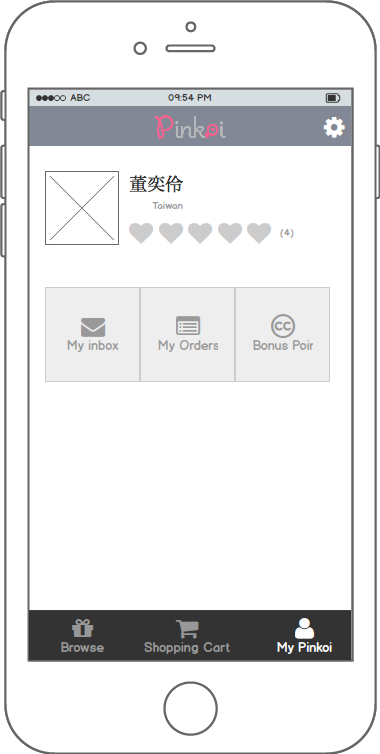 ABC 09:54 PM
Pinkoi
董奕伶
Taiwan
(4)
My inbox My Orders Bonus Poin
Browse Shopping Cart My Pinkoi